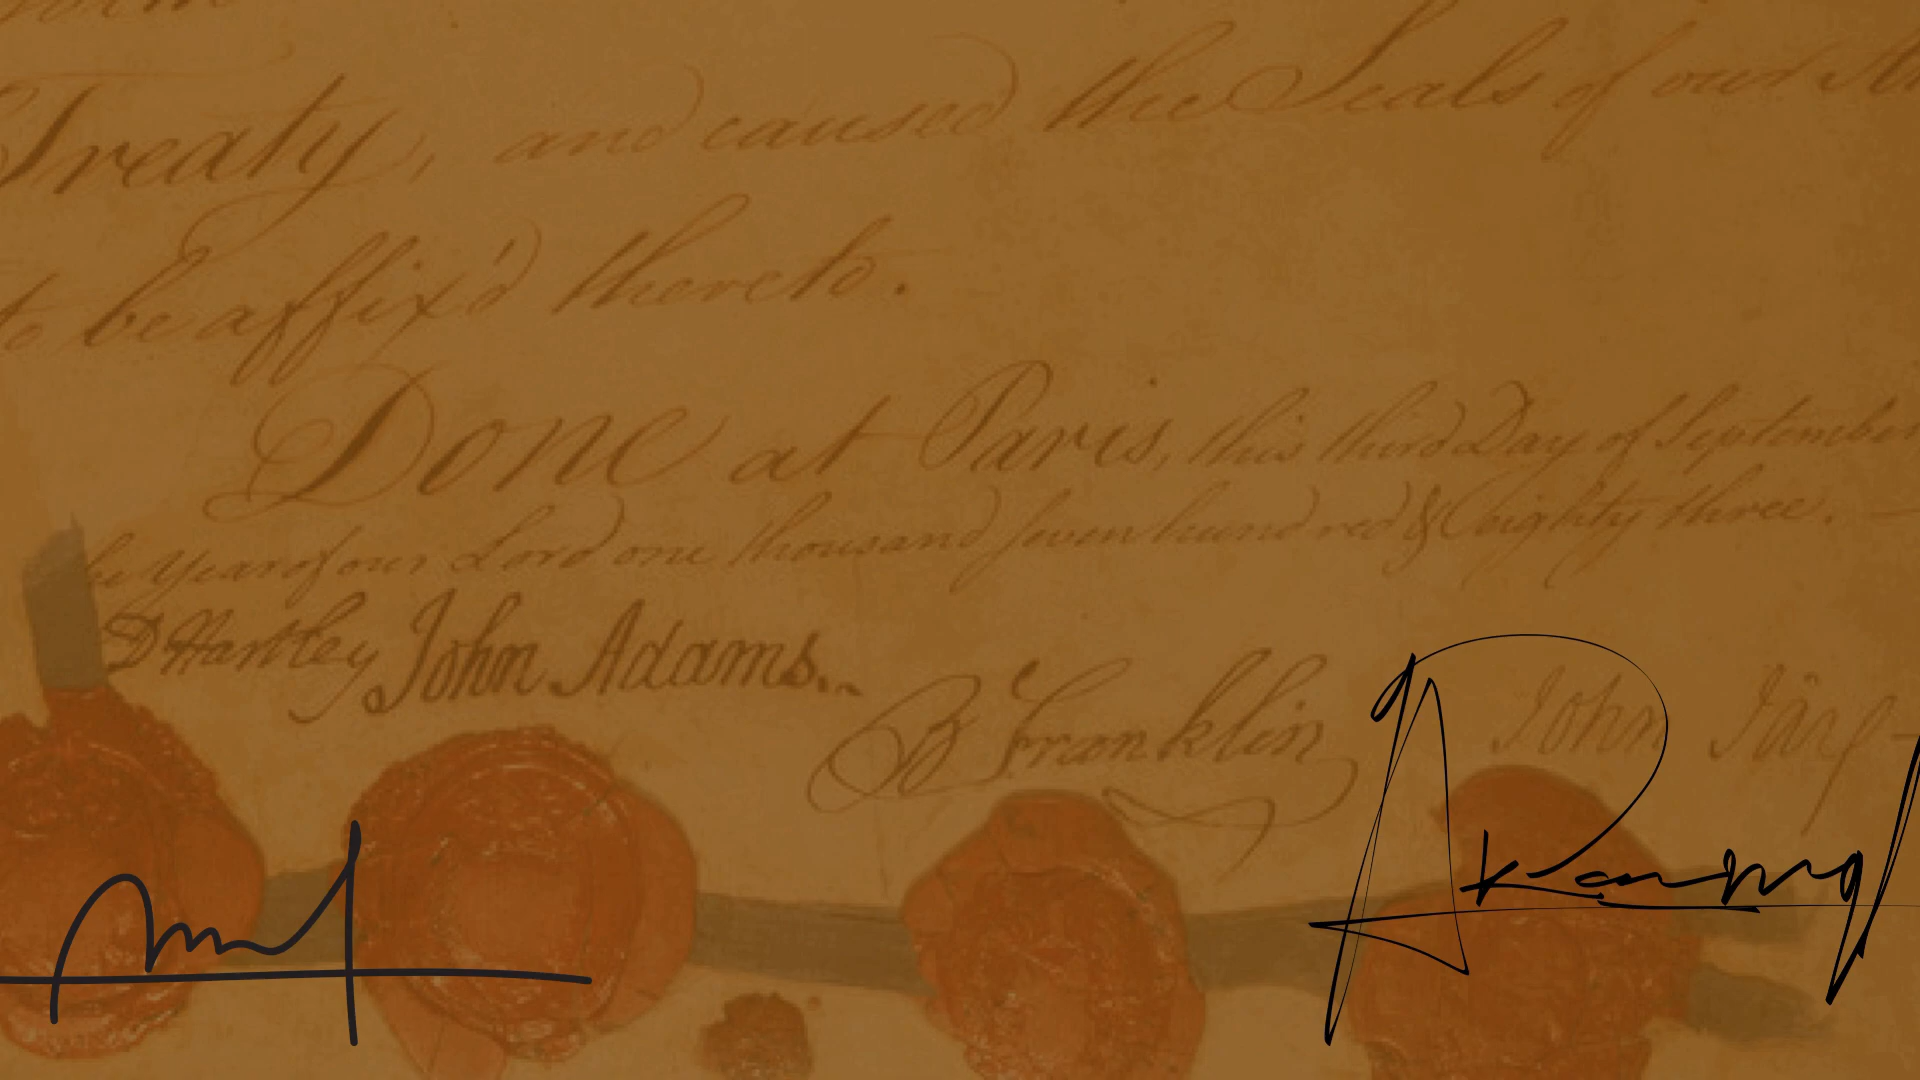 Treaty, and caused the Seals of our
to be affix'd thereto.
Done at Paris, this third Day of September
Year of our Lord one thousand seven hundred & eighty three.
D Hartley John Adams.
B Franklin John Jay